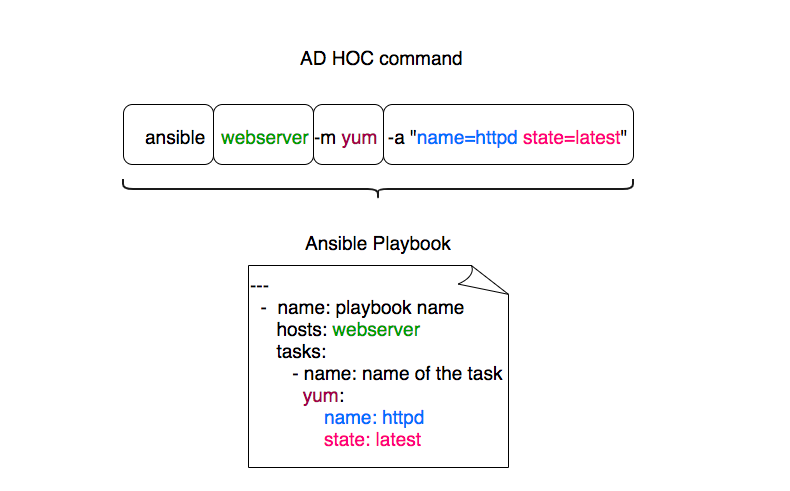 AD HOC command
ansible webserver -m yum -a "name=httpd state=latest"
Ansible Playbook
---
- name: playbook name
hosts: webserver
tasks:
- name: name of the task
yum:
name: httpd
state: latest